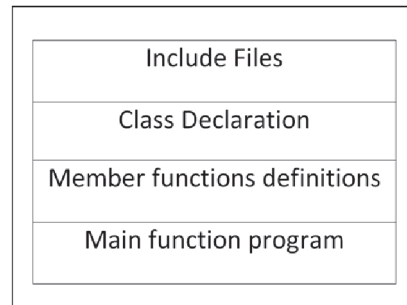 Include Files
Class Declaration
Member functions definitions
Main function program